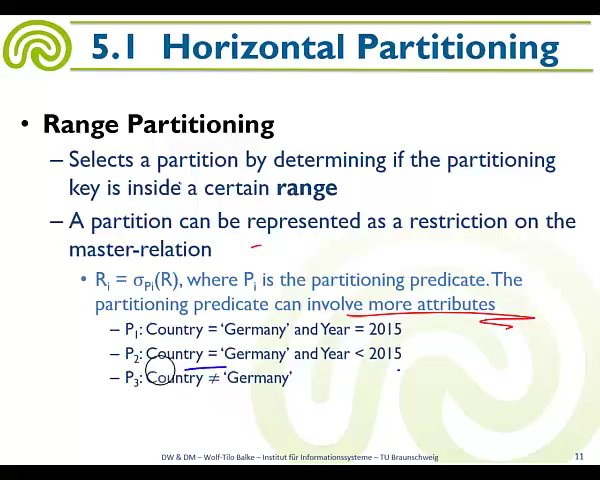 5.1 Horizontal Partitioning
• Range Partitioning
– Selects a partition by determining if the partitioning
key is inside a certain range
– A partition can be represented as a restriction on the
master-relation
• Ri = σPi(R), where Pi is the partitioning predicate. The
partitioning predicate can involve more attributes
– P1: Country = ‘Germany’ and Year = 2015
– P2: Country = ‘Germany’ and Year < 2015
– P3: Country ≠ ‘Germany’
DW & DM – Wolf-Tilo Balke – Institut für Informationssysteme – TU Braunschweig
11